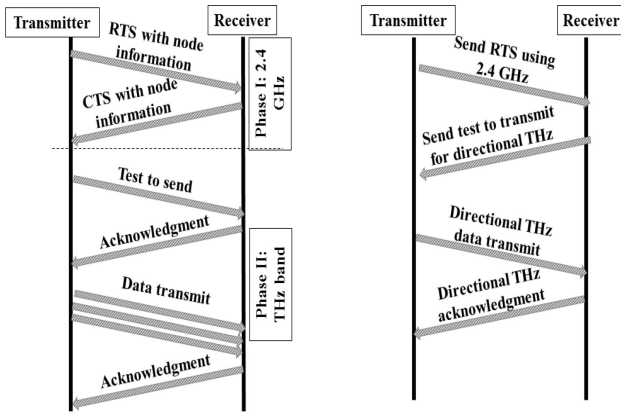 Transmitter
Receiver
RTS with node
information
CTS with node
information
Phase I: 2.4
GHz
Test to send
Acknowledgment
Data transmit
Phase II:
THz band
Acknowledgment
Transmitter
Receiver
Send RTS using
2.4 GHz
Send test to transmit
for directional THz
Directional THz
data transmit
Directional THz
acknowledgment